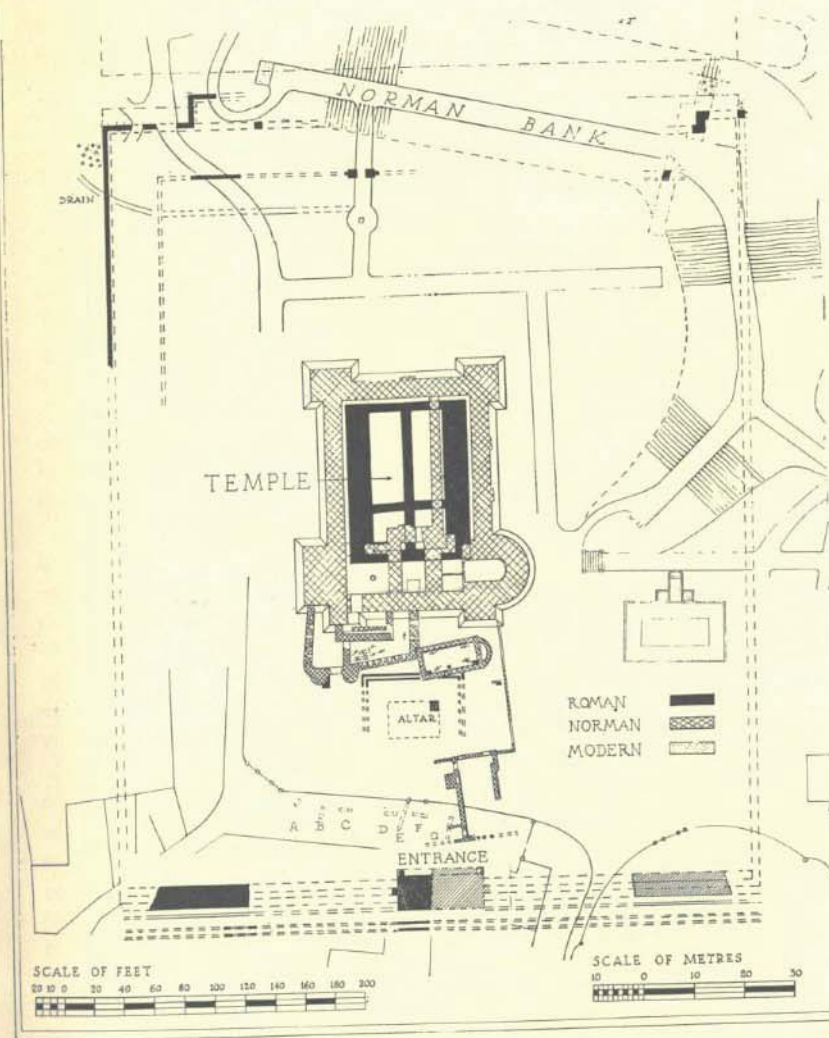 NORMAN BANK
DRAIN
TEMPLE
ROMAN
NORMAN
MODERN
ALTAR
A B C D E F G
ENTRANCE
SCALE OF FEET
20 10 0 20 40 60 80 100 120 140 160 180 200
SCALE OF METRES
10 0 10 20 30